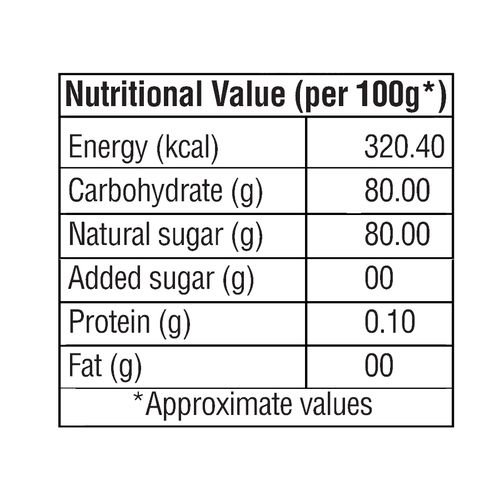 Nutritional Value (per 100g*)
Energy (kcal) 320.40
Carbohydrate (g) 80.00
Natural sugar (g) 80.00
Added sugar (g) 00
Protein (g) 0.10
Fat (g) 00
*Approximate values